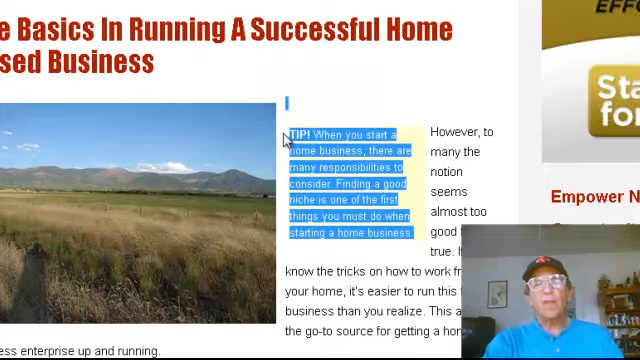 e Basics In Running A Successful Home
sed Business
EFFO
Sta
for
TIP! When you start a
home business, there are
many responsibilities to
consider. Finding a good
niche is one of the first
things you must do when
starting a home business.
However, to
many the
notion
seems
almost too
good
true. I
know the tricks on how to work fr
your home, it's easier to run this
business than you realize. This a
the go-to source for getting a hom
ess enterprise up and running.
Empower N